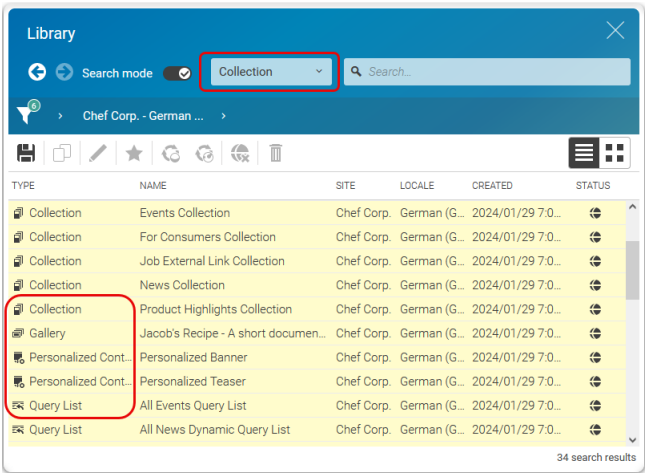 Library
Search mode Collection Search...
6
Chef Corp. - German ...
TYPE NAME SITE LOCALE CREATED STATUS
Collection Events Collection Chef Corp. German (G... 2024/01/29 7:0...
Collection For Consumers Collection Chef Corp. German (G... 2024/01/29 7:0...
Collection Job External Link Collection Chef Corp. German (G... 2024/01/29 7:0...
Collection News Collection Chef Corp. German (G... 2024/01/29 7:0...
Collection Product Highlights Collection Chef Corp. German (G... 2024/01/29 7:0...
Gallery Jacob's Recipe - A short documen... Chef Corp. German (G... 2024/01/29 7:0...
Personalized Cont... Personalized Banner Chef Corp. German (G... 2024/01/29 7:0...
Personalized Cont... Personalized Teaser Chef Corp. German (G... 2024/01/29 7:0...
Query List All Events Query List Chef Corp. German (G... 2024/01/29 7:0...
Query List All News Dynamic Query List Chef Corp. German (G... 2024/01/29 7:0...
34 search results